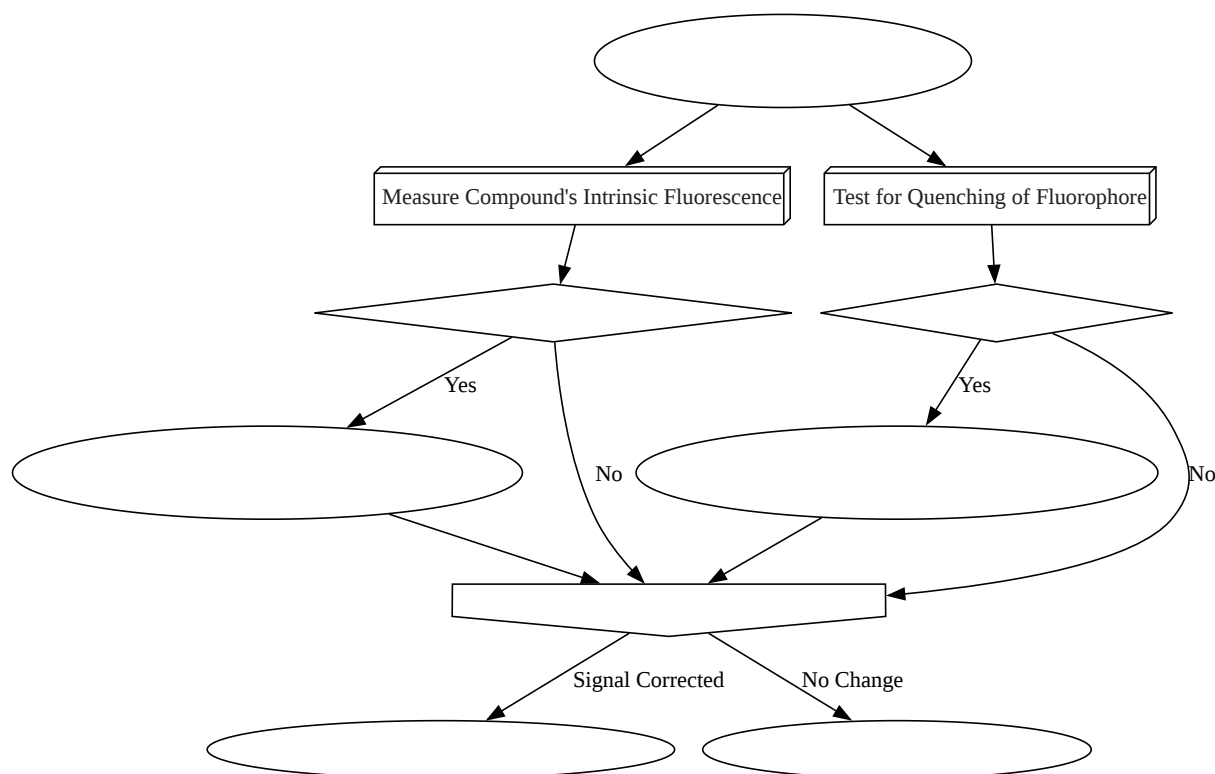 Measure Compound's Intrinsic Fluorescence
Test for Quenching of Fluorophore
Yes
Yes
No
No
Signal Corrected
No Change